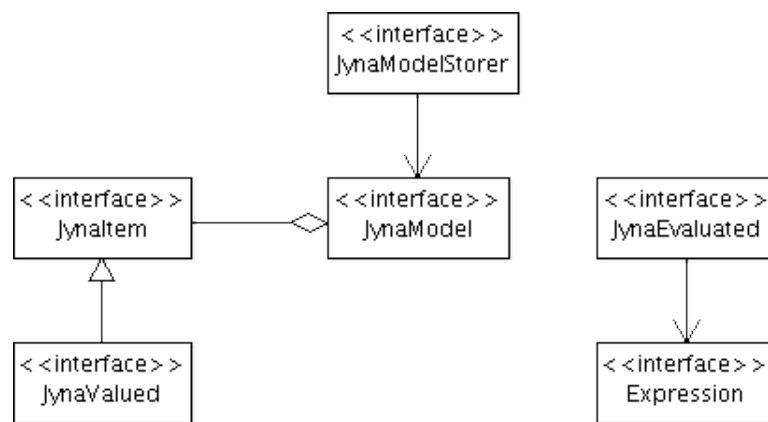 < <interface> >
JynaModelStorer
< <interface> >
JynaItem
< <interface> >
JynaModel
< <interface> >
JynaEvaluated
< <interface> >
JynaValued
< <interface> >
Expression